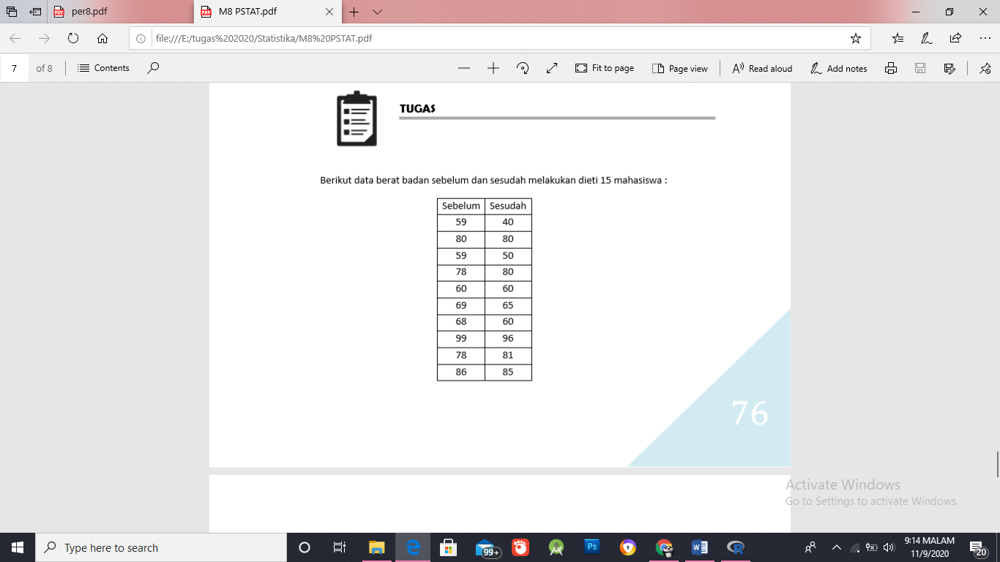 per8.pdf
M8 PSTAT.pdf
file:///E:/tugas%202020/Statistika/M8%20PSTAT.pdf
7 of 8 Contents Fit to page Page view Read aloud Add notes
TUGAS
Berikut data berat badan sebelum dan sesudah melakukan dieti 15 mahasiswa :
Sebelum Sesudah
59 40
80 80
59 50
78 80
60 60
69 65
68 60
99 96
78 81
86 85
76
Activate Windows
Go to Settings to activate Windows.
Type here to search
99+
Ps
W
R
9:14 MALAM
11/9/2020
20